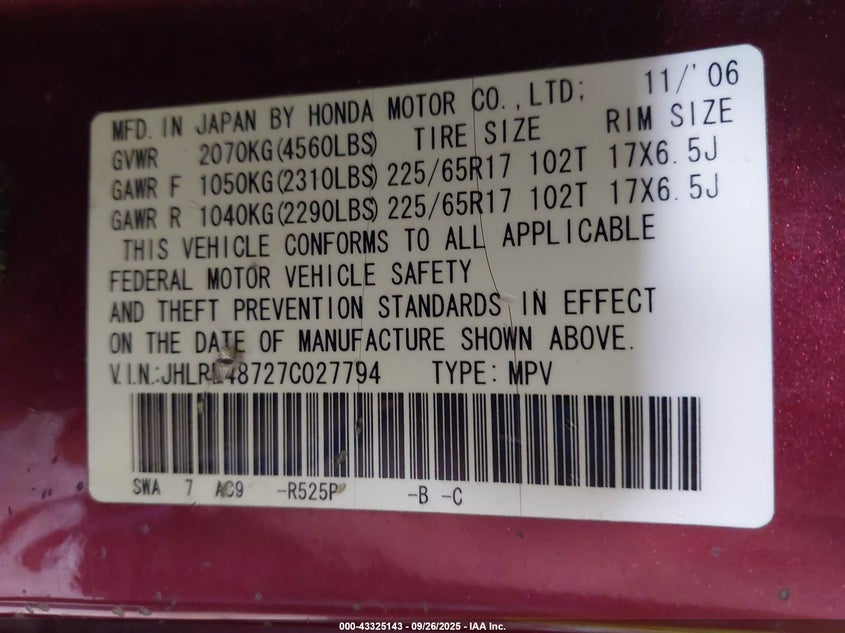 MFD. IN JAPAN BY HONDA MOTOR CO.,LTD; 11/'06
GVWR 2070KG(4560LBS) TIRE SIZE RIM SIZE
GAWR F 1050KG(2310LBS) 225/65R17 102T 17X6.5J
GAWR R 1040KG(2290LBS) 225/65R17 102T 17X6.5J
THIS VEHICLE CONFORMS TO ALL APPLICABLE
FEDERAL MOTOR VEHICLE SAFETY
AND THEFT PREVENTION STANDARDS IN EFFECT
ON THE DATE OF MANUFACTURE SHOWN ABOVE.
V.I.N.: TYPE: MPV
SWA 7 -R525P -B -C
000-43325143 - 09/26/2025 - IAA Inc.